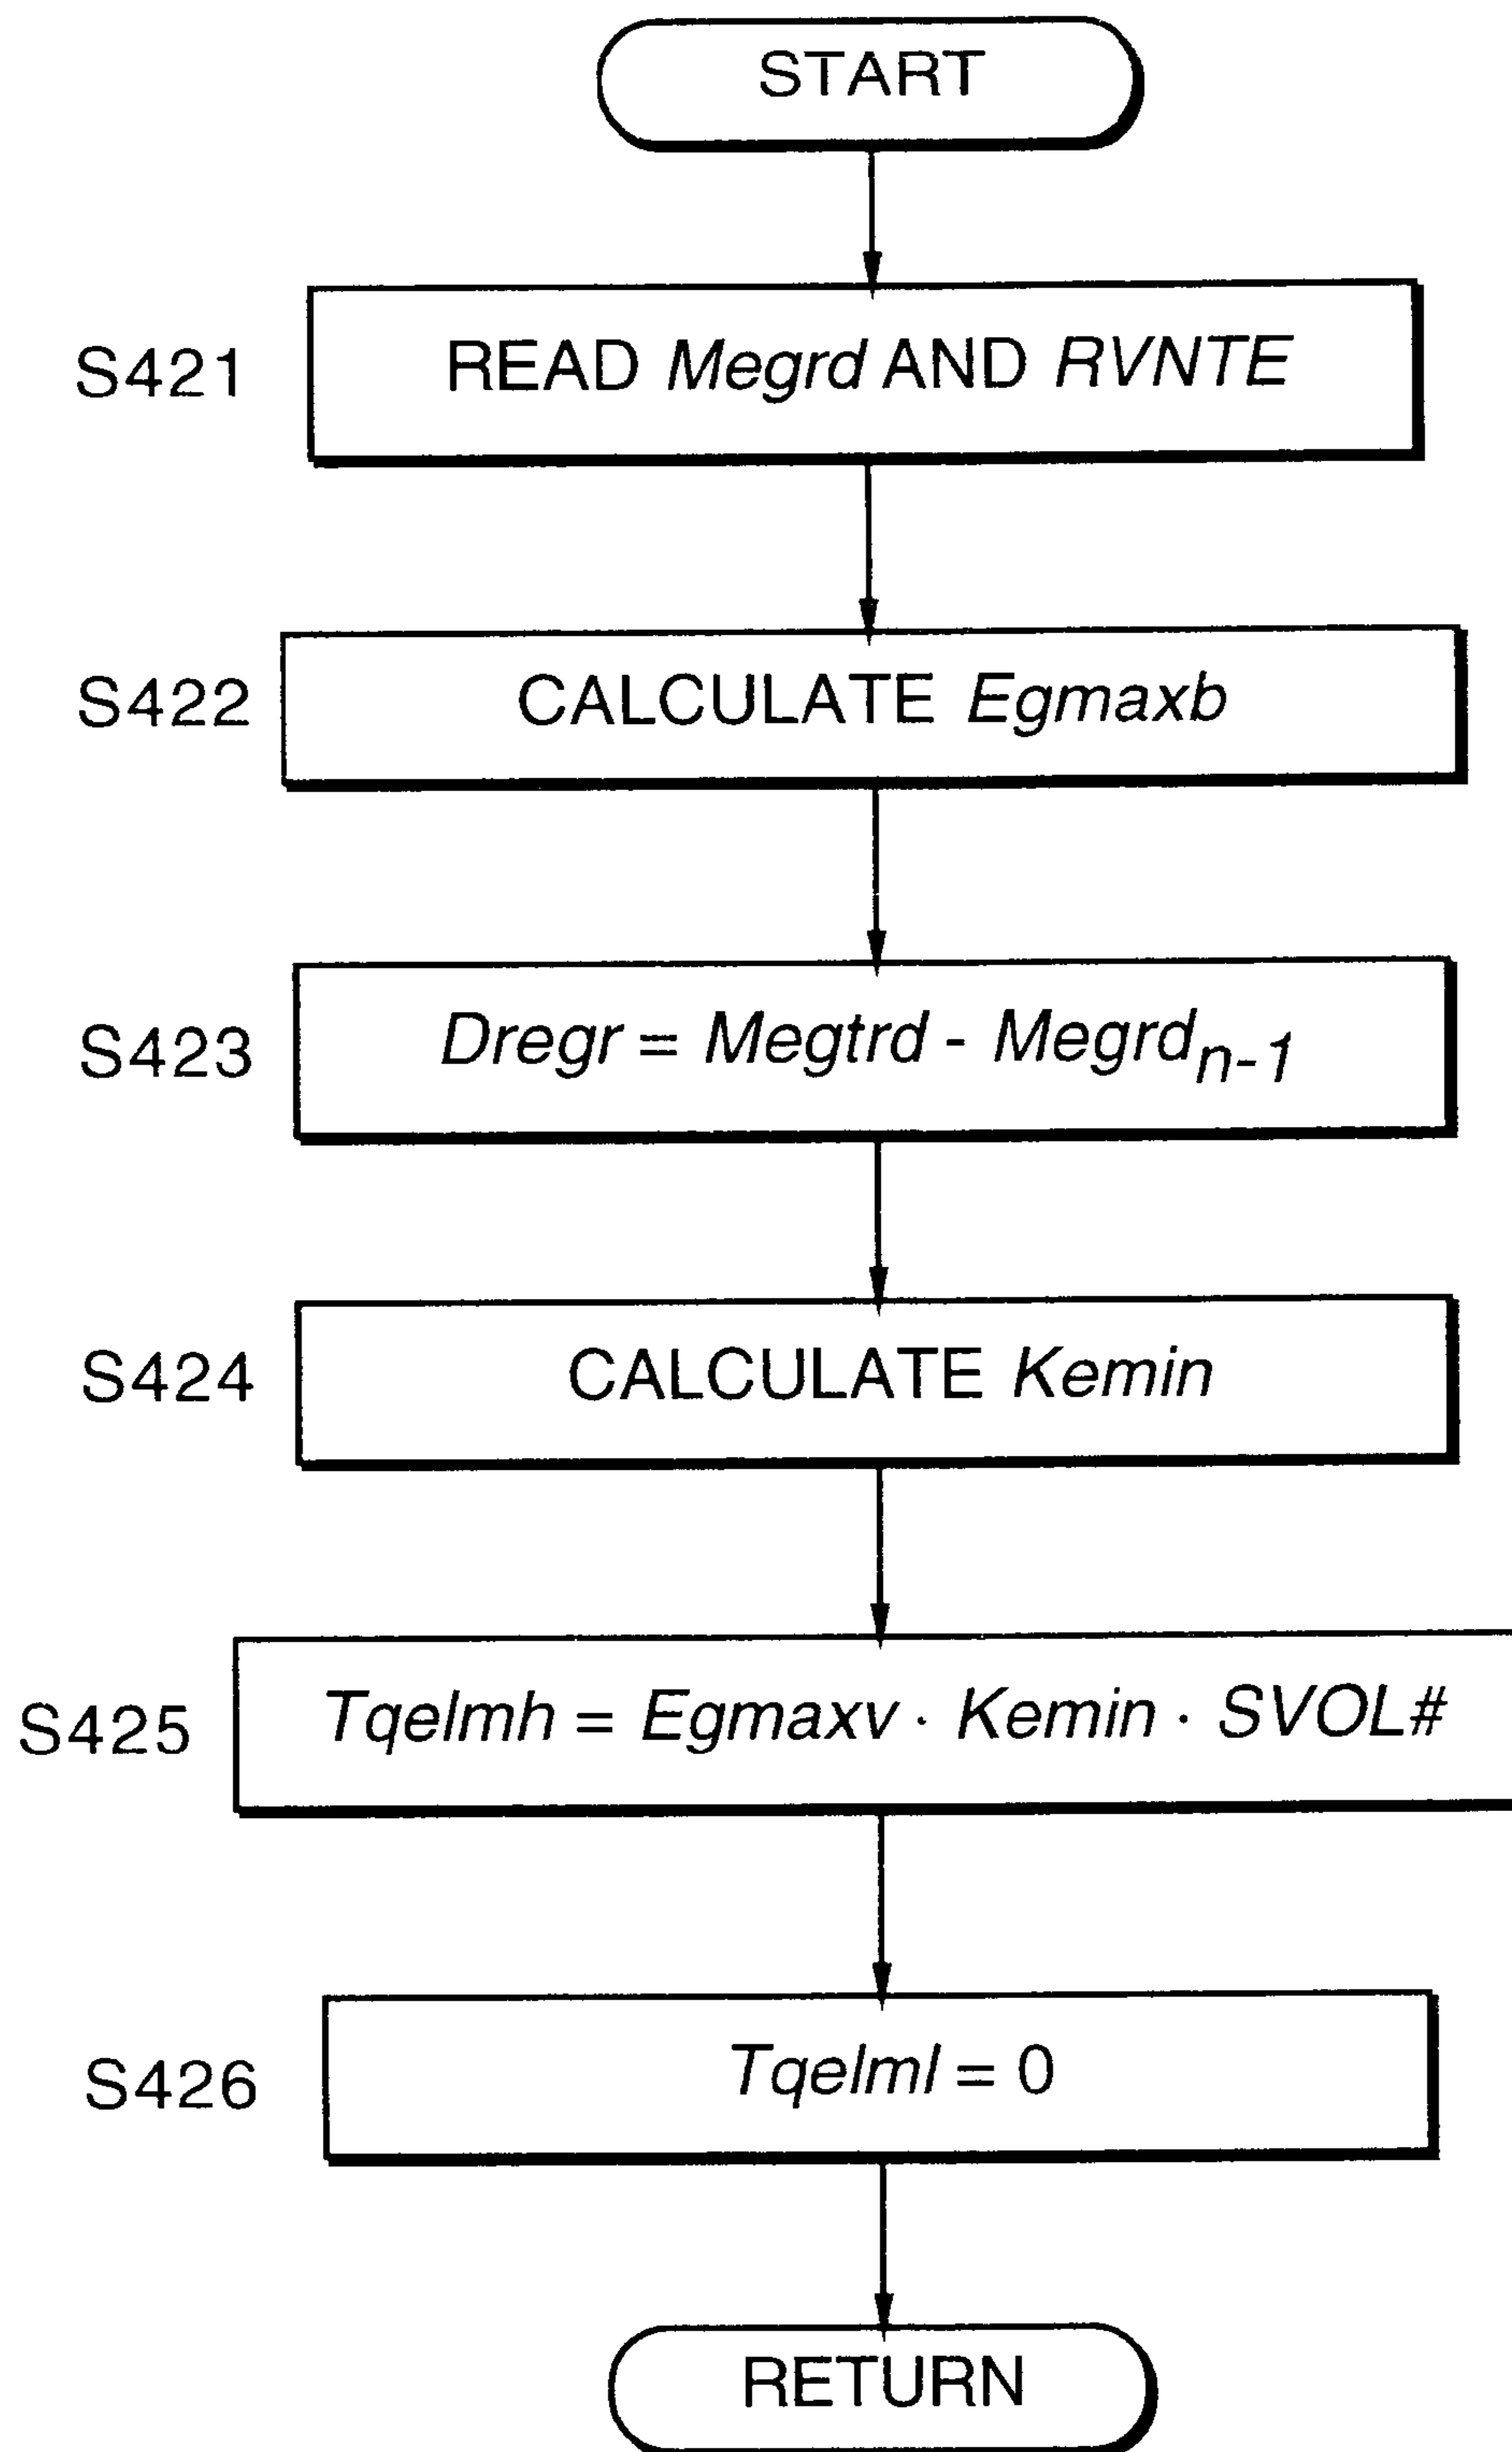 START
S421 READ Megrd AND RVNTE
S422 CALCULATE Egmaxb
S423 Dregr = Megtrd - Megrdn-1
S424 CALCULATE Kemin
S425 Tqelmh = Egmaxv · Kemin · SVOL#
S426 Tqelml = 0
RETURN